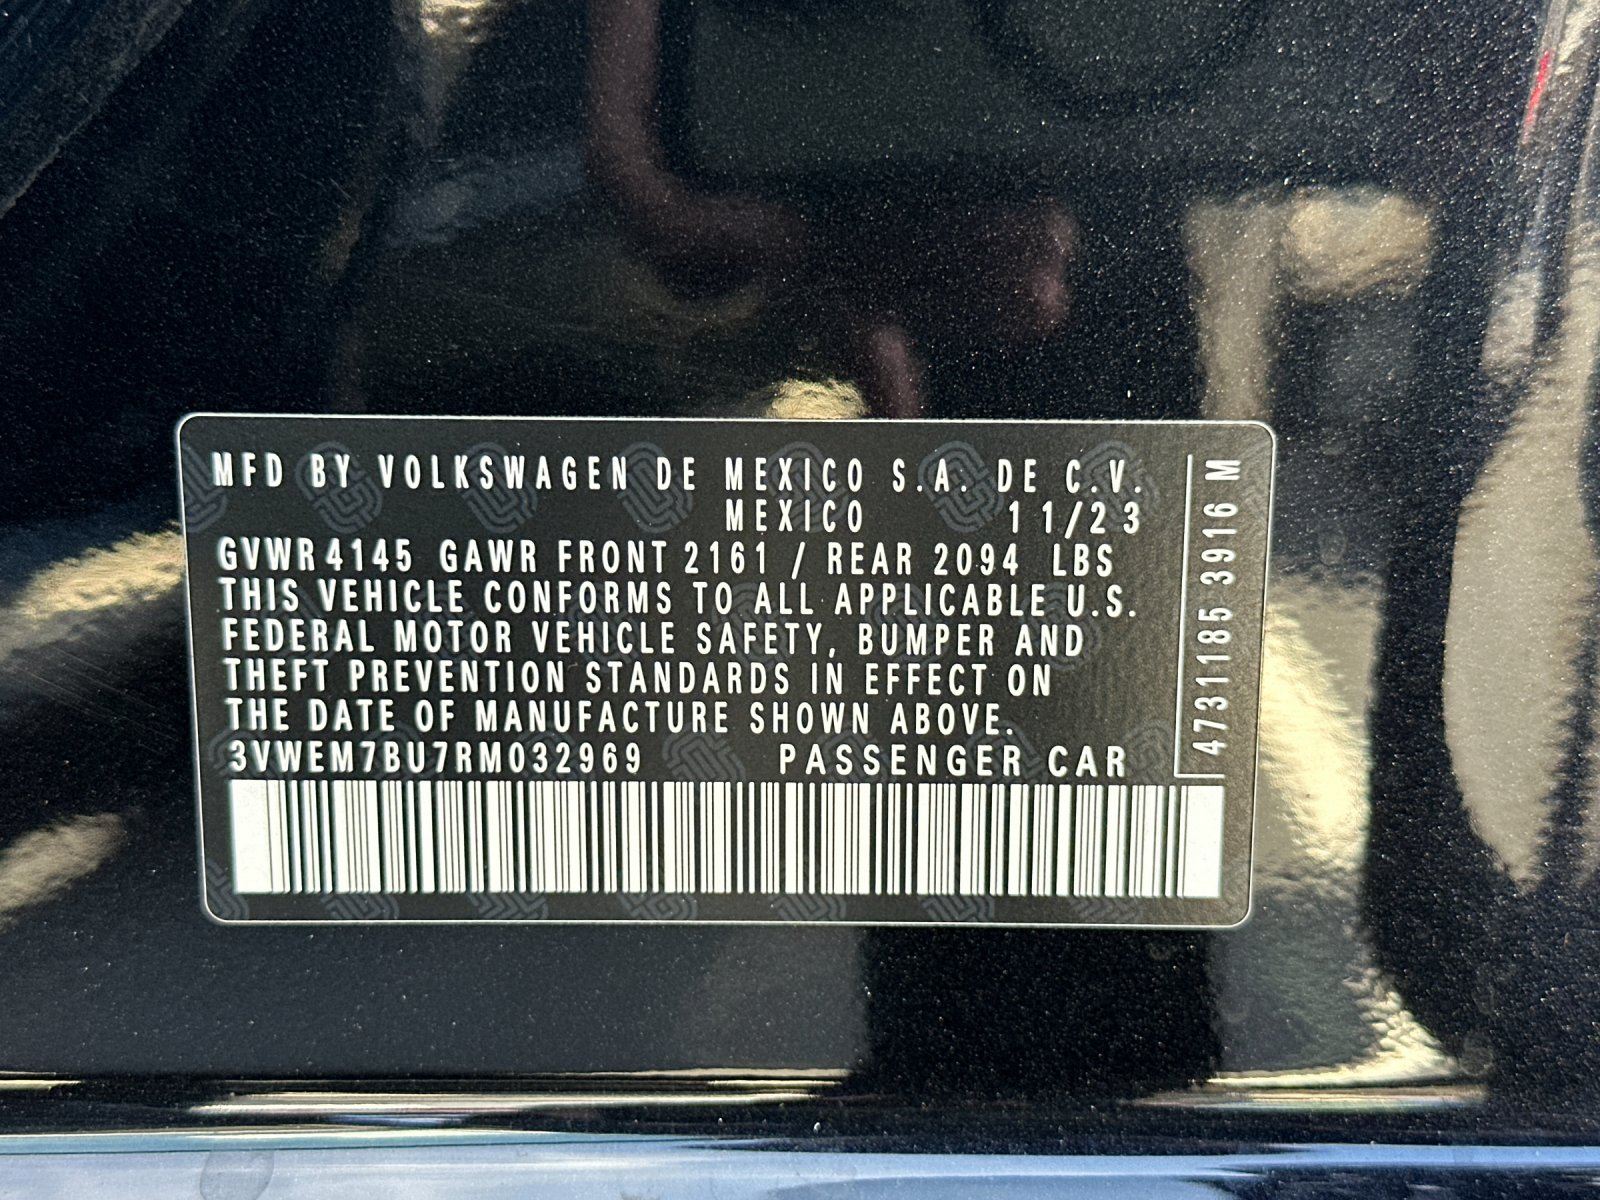 MFD BY VOLKSWAGEN DE MEXICO S.A. DE C.V.
MEXICO 11/23
GVWR 4145 GAWR FRONT 2161 / REAR 2094 LBS
THIS VEHICLE CONFORMS TO ALL APPLICABLE U.S.
FEDERAL MOTOR VEHICLE SAFETY, BUMPER AND
THEFT PREVENTION STANDARDS IN EFFECT ON
THE DATE OF MANUFACTURE SHOWN ABOVE.
3VWEM7BU7RM032969 PASSENGER CAR
4731185 3916 M